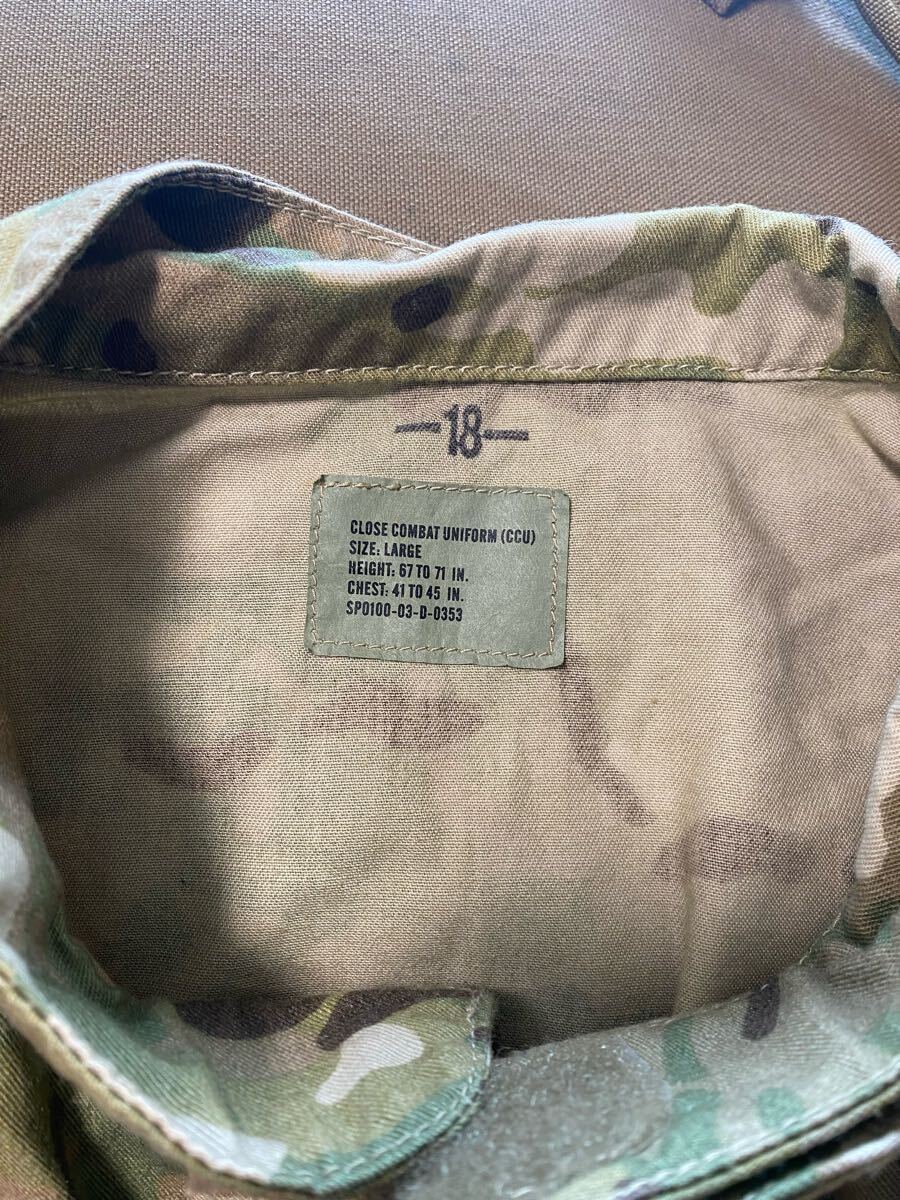 -18-
CLOSE COMBAT UNIFORM (CCU)
SIZE: LARGE
HEIGHT: 67 TO 71 IN.
CHEST: 41 TO 45 IN.
SPO100-03-D-0353